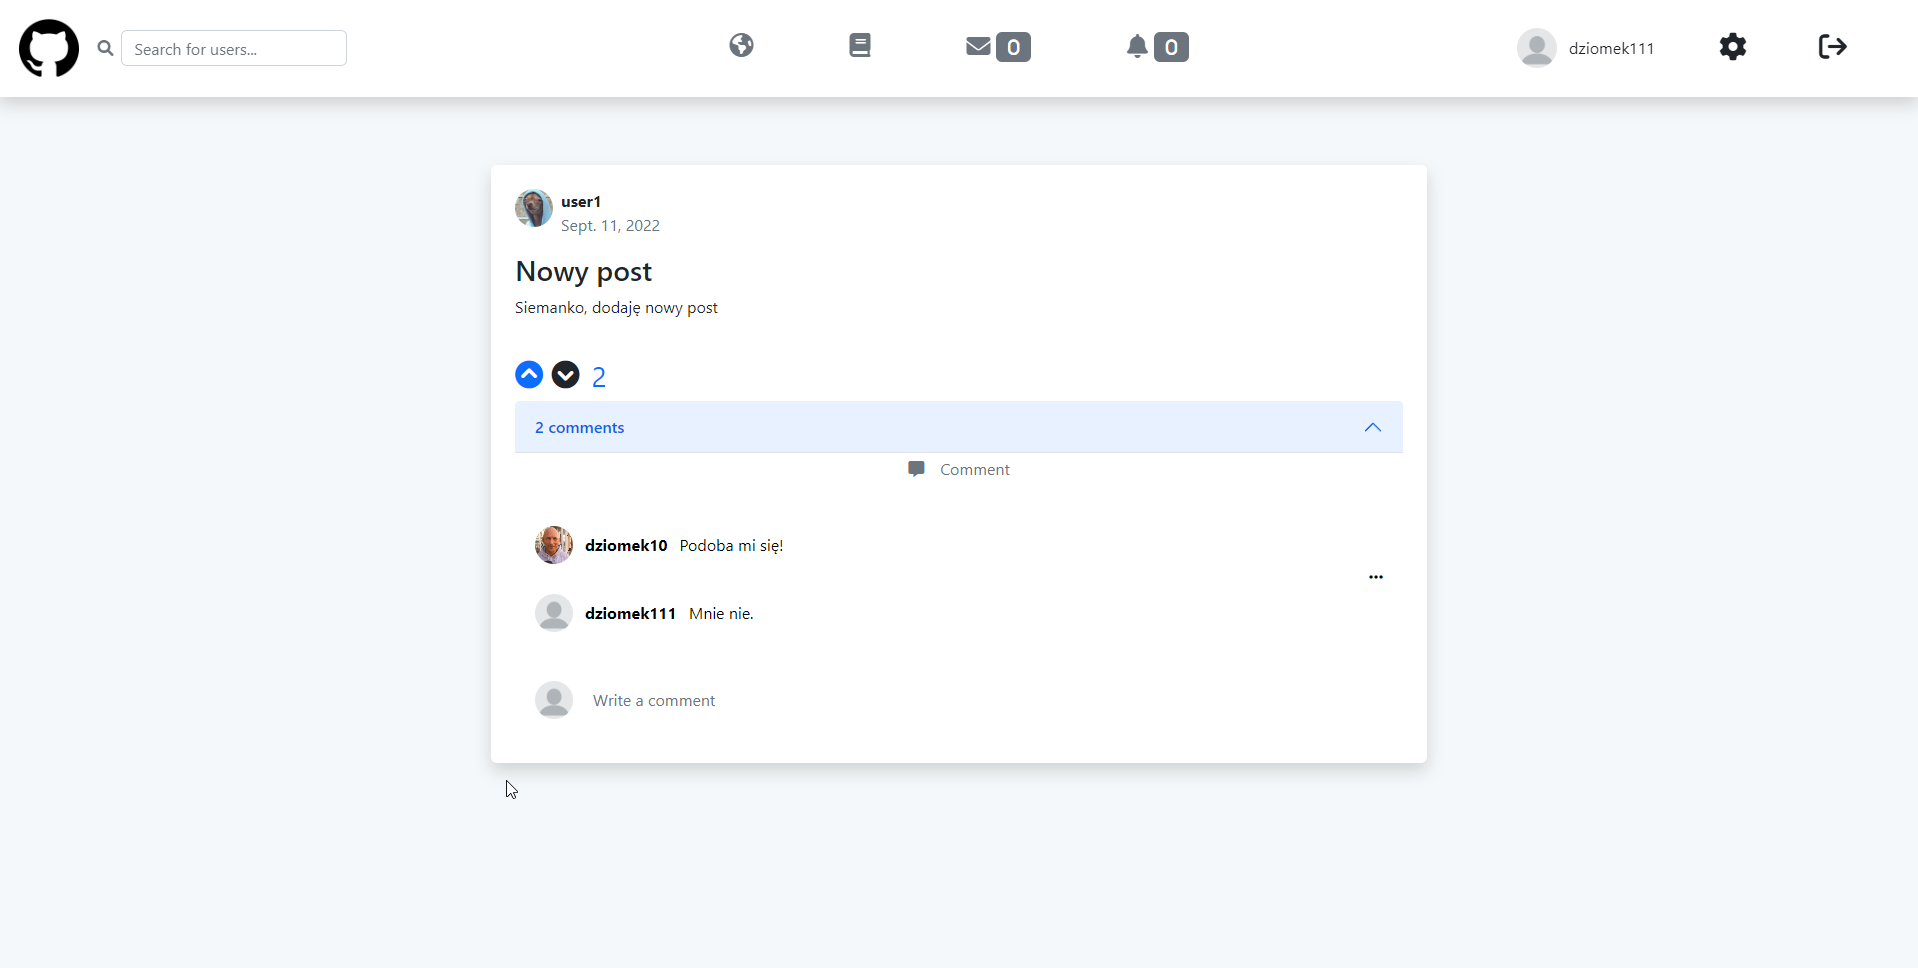 Search for users...
0
0
dziomek111
user1
Sept. 11, 2022
Nowy post
Siemanko, dodaję nowy post
2
2 comments
Comment
dziomek10 Podoba mi się!
dziomek111 Mnie nie.
Write a comment